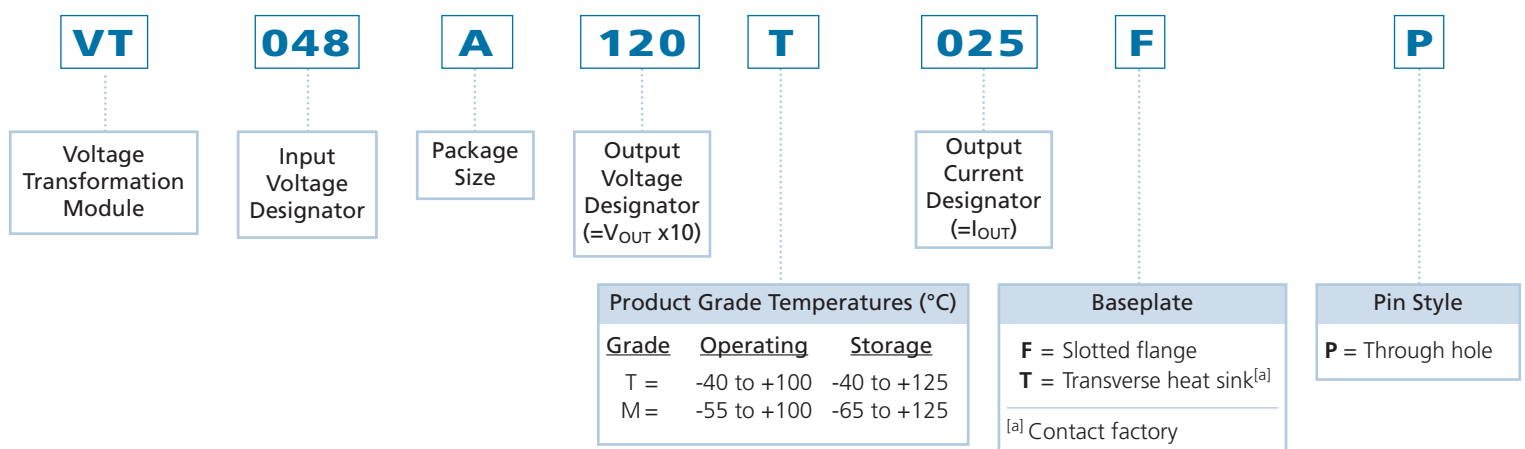 VT 048 A 120 T 025 F P
Voltage
Transformation
Module
Input
Voltage
Designator
Package
Size
Output
Voltage
Designator
(=VOUT x10)
Output
Current
Designator
(=IOUT)
Product Grade Temperatures (°C)
Grade Operating Storage
T = -40 to +100 -40 to +125
M = -55 to +100 -65 to +125
Baseplate
F = Slotted flange
T = Transverse heat sink[a]
[a] Contact factory
Pin Style
P = Through hole